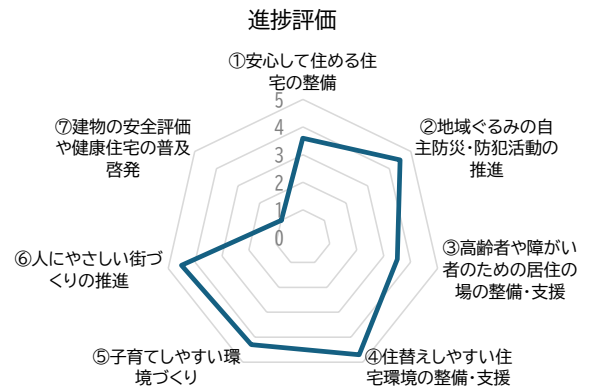 進捗評価
①安心して住める住
宅の整備
5
4
3
2
1
0
②地域ぐるみの自
主防災・防犯活動の
推進
③高齢者や障がい
者のための居住の
場の整備・支援
④住替えしやすい住
宅環境の整備・支援
⑤子育てしやすい環
境づくり
⑥人にやさしい街づ
くりの推進
⑦建物の安全評価
や健康住宅の普及
啓発